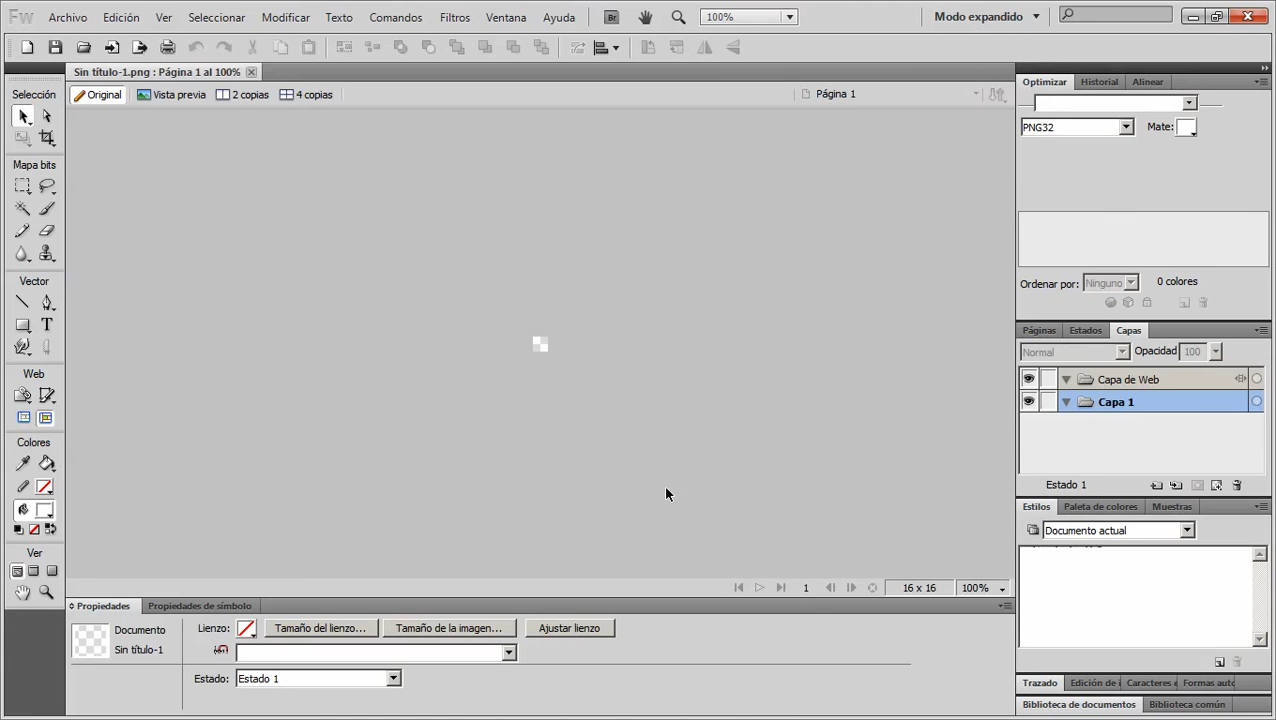 Fw Archivo Edición Ver Seleccionar Modificar Texto Comandos Filtros Ventana Ayuda Br 100% Modo expandido
Sin título-1.png : Página 1 al 100%
Original Vista previa 2 copias 4 copias Página 1
Selección
Mapa bits
Vector
Web
Colores
Ver
Optimizar Historial Alinear
PNG32 Mate:
Ordenar por: Ninguno 0 colores
Páginas Estados Capas
Normal Opacidad 100
Capa de Web
Capa 1
Estado 1
Estilos Paleta de colores Muestras
Documento actual
1 16 x 16 100%
Propiedades Propiedades de símbolo
Documento
Sin título-1
Lienzo: Tamaño del lienzo... Tamaño de la imagen... Ajustar lienzo
Estado: Estado 1
Trazado Edición de i Caracteres e Formas auto
Biblioteca de documentos Biblioteca común